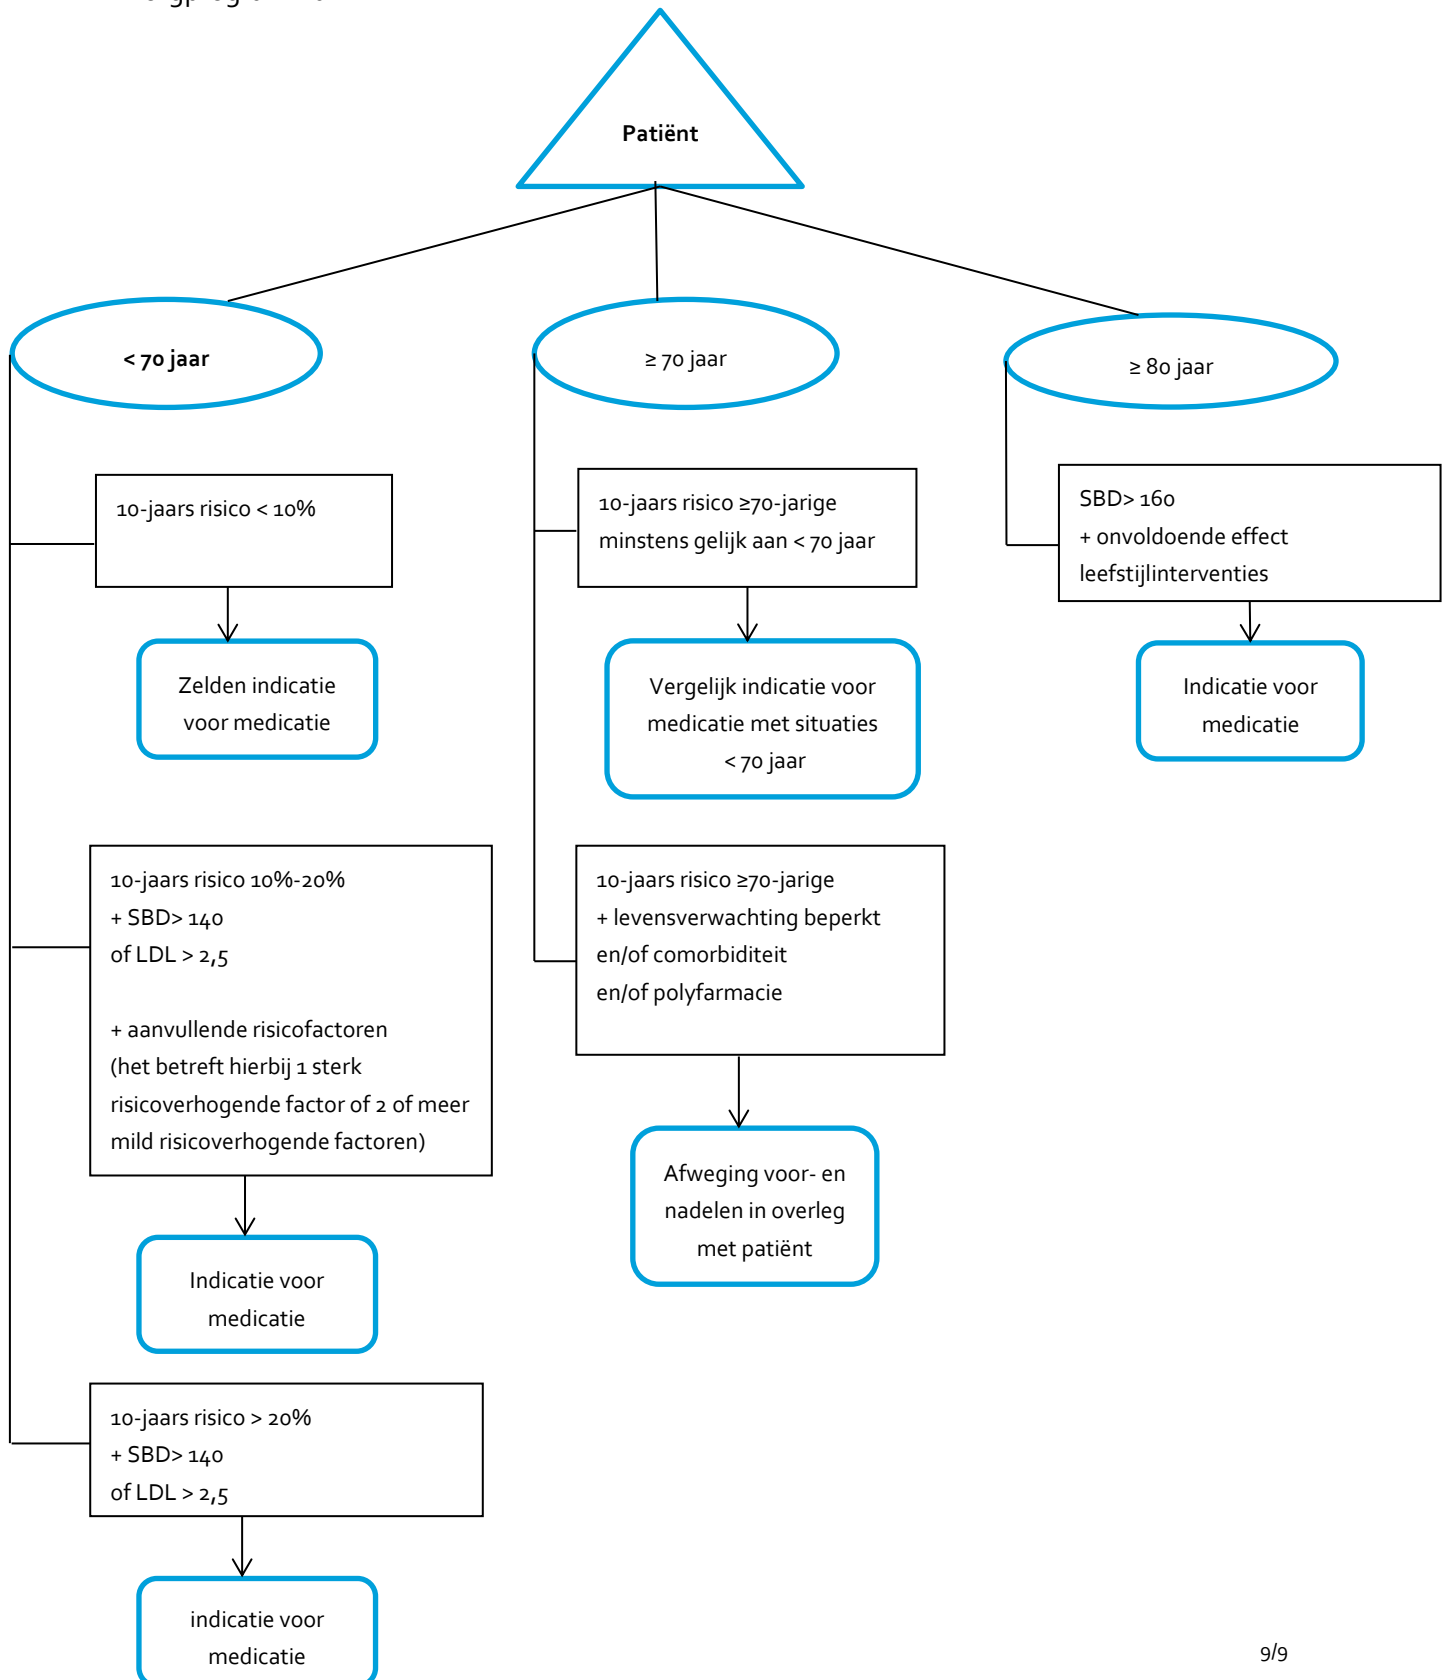 Patiënt
< 70 jaar
10-jaars risico < 10%
Zelden indicatie
voor medicatie
10-jaars risico 10%-20%
+ SBD> 140
of LDL > 2,5
+ aanvullende risicofactoren
(het betreft hierbij 1 sterk
risicoverhogende factor of 2 of meer
mild risicoverhogende factoren)
Indicatie voor
medicatie
10-jaars risico > 20%
+ SBD> 140
of LDL > 2,5
indicatie voor
medicatie
≥ 70 jaar
10-jaars risico ≥70-jarige
minstens gelijk aan < 70 jaar
Vergelijk indicatie voor
medicatie met situaties
< 70 jaar
10-jaars risico ≥70-jarige
+ levensverwachting beperkt
en/of comorbiditeit
en/of polyfarmacie
Afweging voor- en
nadelen in overleg
met patiënt
≥ 80 jaar
SBD> 160
+ onvoldoende effect
leefstijlinterventies
Indicatie voor
medicatie
9/9